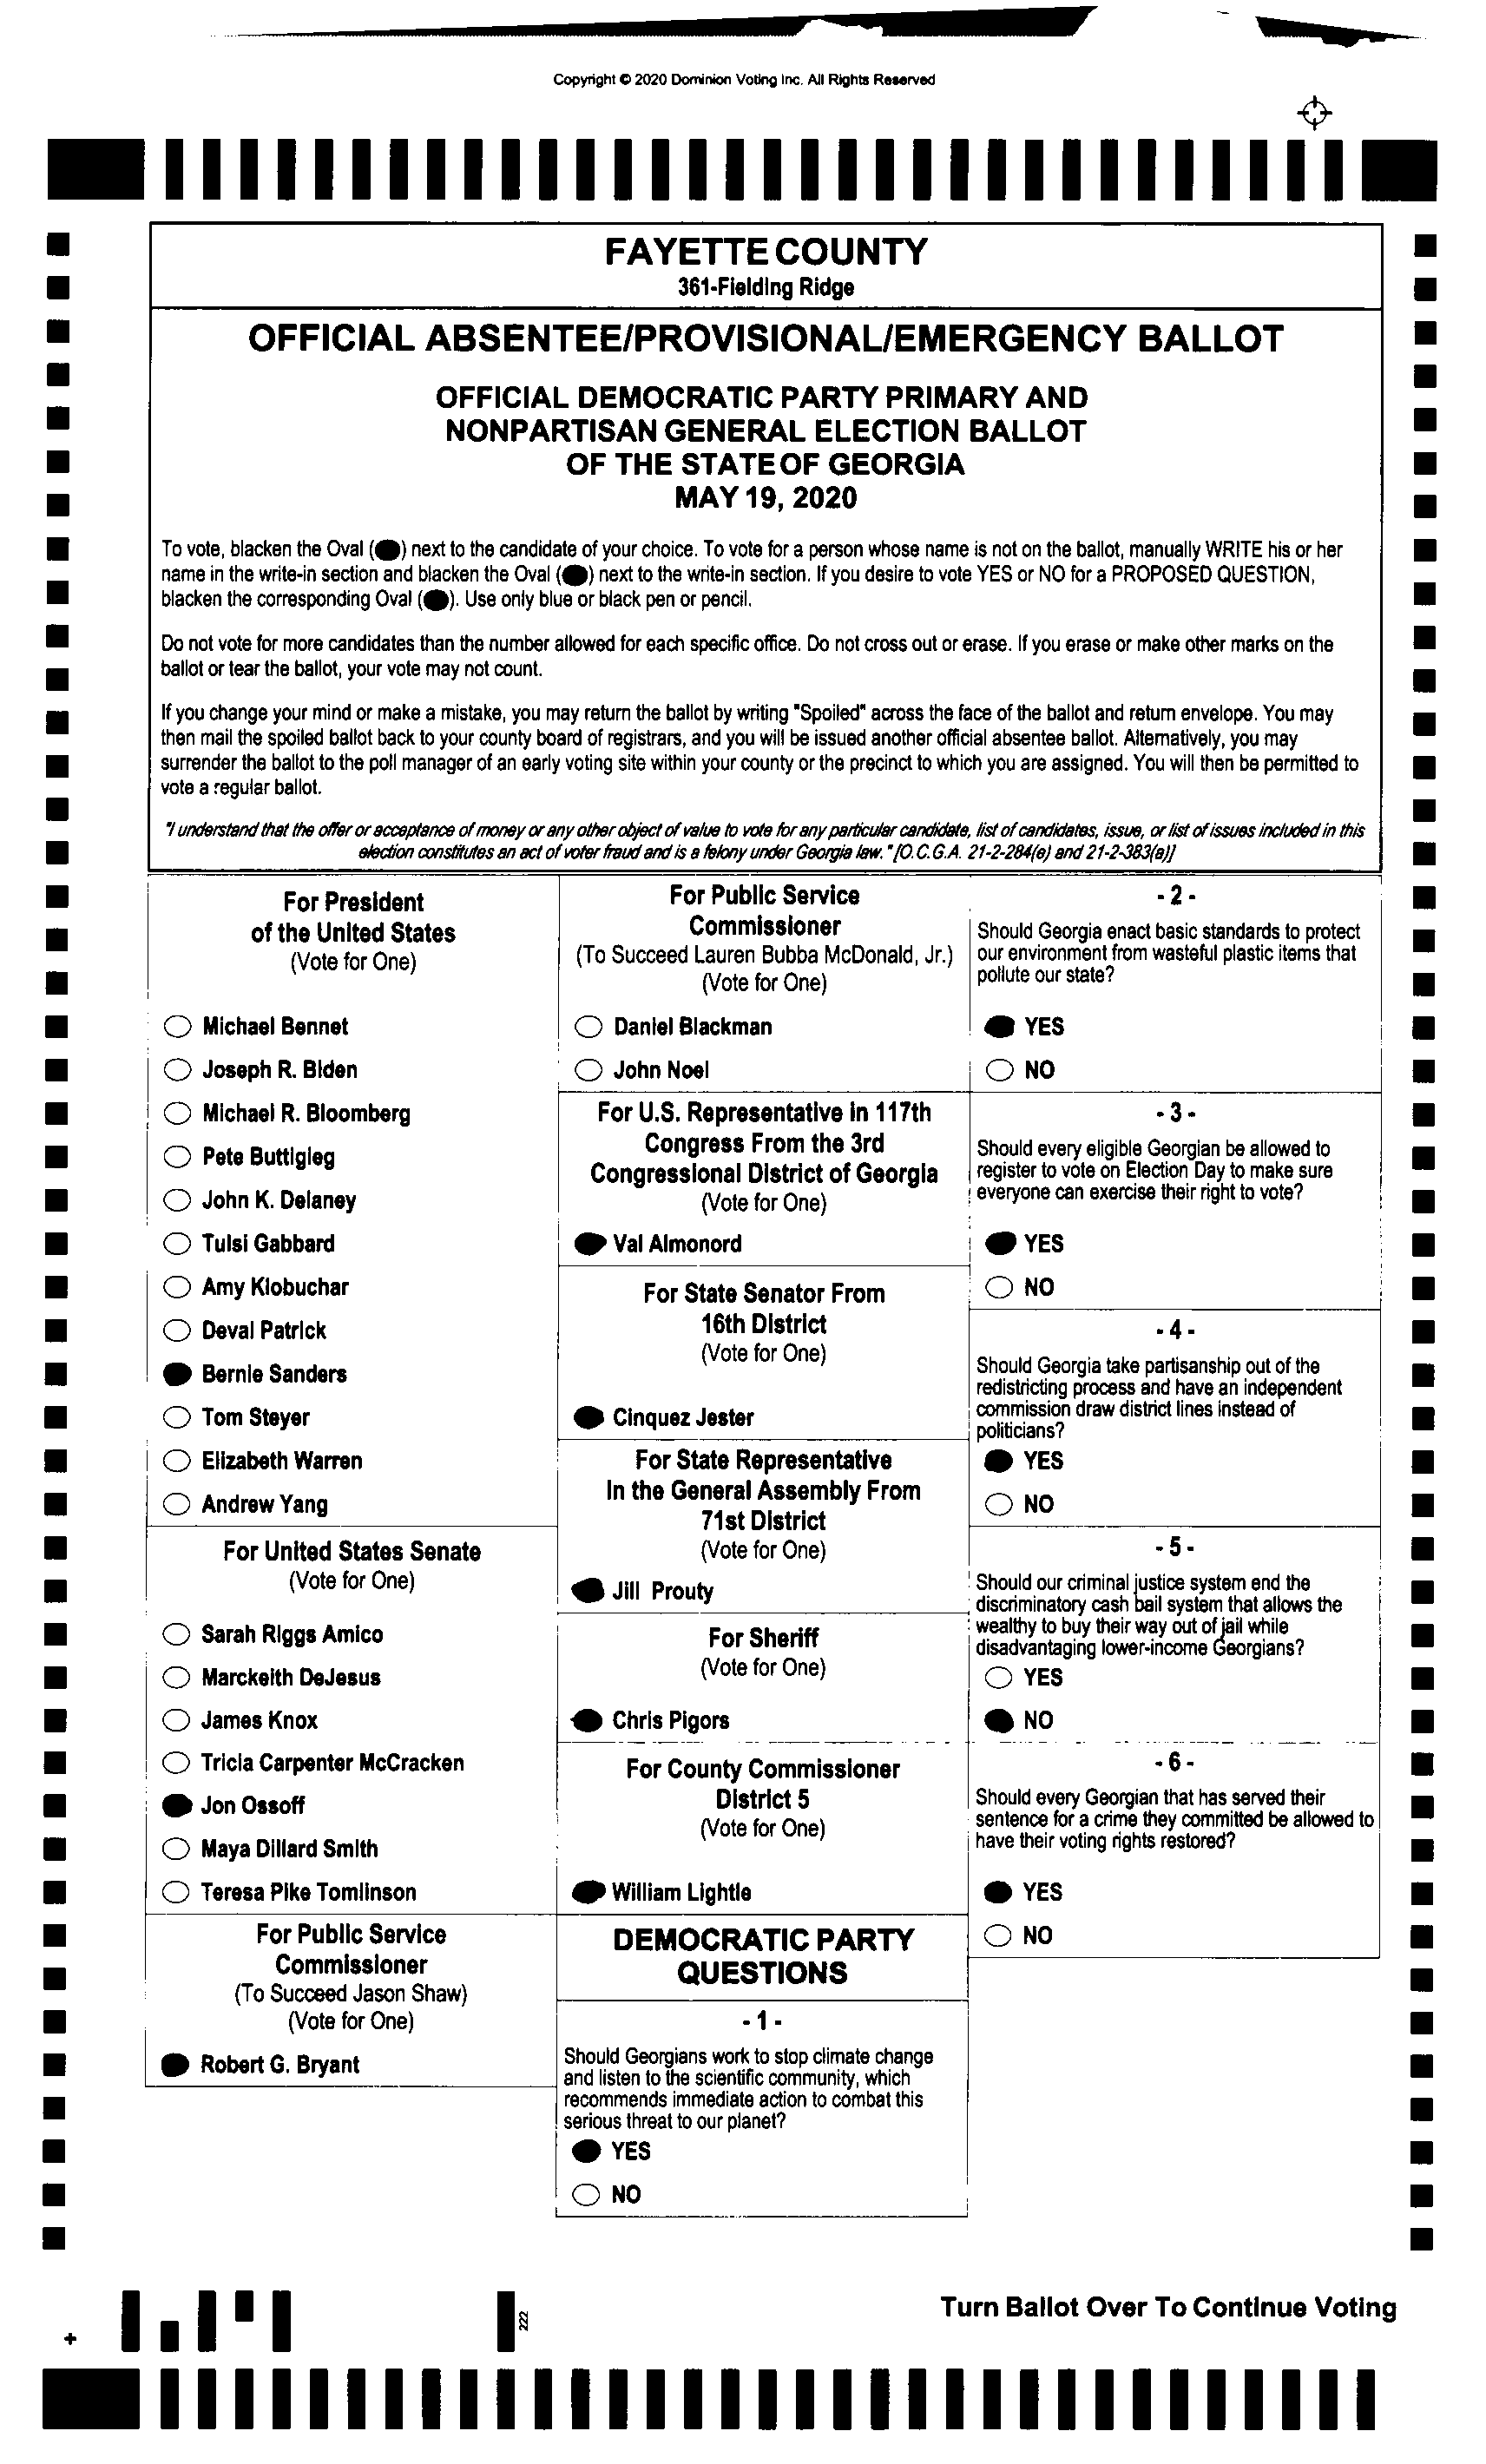 Copyright © 2020 Dominion Voting Inc. All Rights Reserved
FAYETTE COUNTY
361-Fielding Ridge
OFFICIAL ABSENTEE/PROVISIONAL/EMERGENCY BALLOT
OFFICIAL DEMOCRATIC PARTY PRIMARY AND
NONPARTISAN GENERAL ELECTION BALLOT
OF THE STATE OF GEORGIA
MAY 19, 2020
To vote, blacken the Oval ( ) next to the candidate of your choice. To vote for a person whose name is not on the ballot, manually WRITE his or her
name in the write-in section and blacken the Oval ( ) next to the write-in section. If you desire to vote YES or NO for a PROPOSED QUESTION,
blacken the corresponding Oval ( ). Use only blue or black pen or pencil.
Do not vote for more candidates than the number allowed for each specific office. Do not cross out or erase. If you erase or make other marks on the
ballot or tear the ballot, your vote may not count.
If you change your mind or make a mistake, you may return the ballot by writing "Spoiled" across the face of the ballot and return envelope. You may
then mail the spoiled ballot back to your county board of registrars, and you will be issued another official absentee ballot. Alternatively, you may
surrender the ballot to the poll manager of an early voting site within your county or the precinct to which you are assigned. You will then be permitted to
vote a regular ballot.
"I understand that the offer or acceptance of money or any other object of value to vote for any particular candidate, list of candidates, issue, or list of issues included in this
election constitutes an act of voter fraud and is a felony under Georgia law." [O.C.G.A. 21-2-284(e) and 21-2-383(a)]
For President
of the United States
(Vote for One)
Michael Bennet
Joseph R. Biden
Michael R. Bloomberg
Pete Buttigieg
John K. Delaney
Tulsi Gabbard
Amy Klobuchar
Deval Patrick
Bernie Sanders
Tom Steyer
Elizabeth Warren
Andrew Yang
For United States Senate
(Vote for One)
Sarah Riggs Amico
Marckeith DeJesus
James Knox
Tricia Carpenter McCracken
Jon Ossoff
Maya Dillard Smith
Teresa Pike Tomlinson
For Public Service
Commissioner
(To Succeed Jason Shaw)
(Vote for One)
Robert G. Bryant
For Public Service
Commissioner
(To Succeed Lauren Bubba McDonald, Jr.)
(Vote for One)
Daniel Blackman
John Noel
For U.S. Representative in 117th
Congress From the 3rd
Congressional District of Georgia
(Vote for One)
Val Almonord
For State Senator From
16th District
(Vote for One)
Cinquez Jester
For State Representative
In the General Assembly From
71st District
(Vote for One)
Jill Prouty
For Sheriff
(Vote for One)
Chris Pigors
For County Commissioner
District 5
(Vote for One)
William Lightle
DEMOCRATIC PARTY
QUESTIONS
- 1 -
Should Georgians work to stop climate change
and listen to the scientific community, which
recommends immediate action to combat this
serious threat to our planet?
YES
NO
- 2 -
Should Georgia enact basic standards to protect
our environment from wasteful plastic items that
pollute our state?
YES
NO
- 3 -
Should every eligible Georgian be allowed to
register to vote on Election Day to make sure
everyone can exercise their right to vote?
YES
NO
- 4 -
Should Georgia take partisanship out of the
redistricting process and have an independent
commission draw district lines instead of
politicians?
YES
NO
- 5 -
Should our criminal justice system end the
discriminatory cash bail system that allows the
wealthy to buy their way out of jail while
disadvantaging lower-income Georgians?
YES
NO
- 6 -
Should every Georgian that has served their
sentence for a crime they committed be allowed to
have their voting rights restored?
YES
NO
222
Turn Ballot Over To Continue Voting